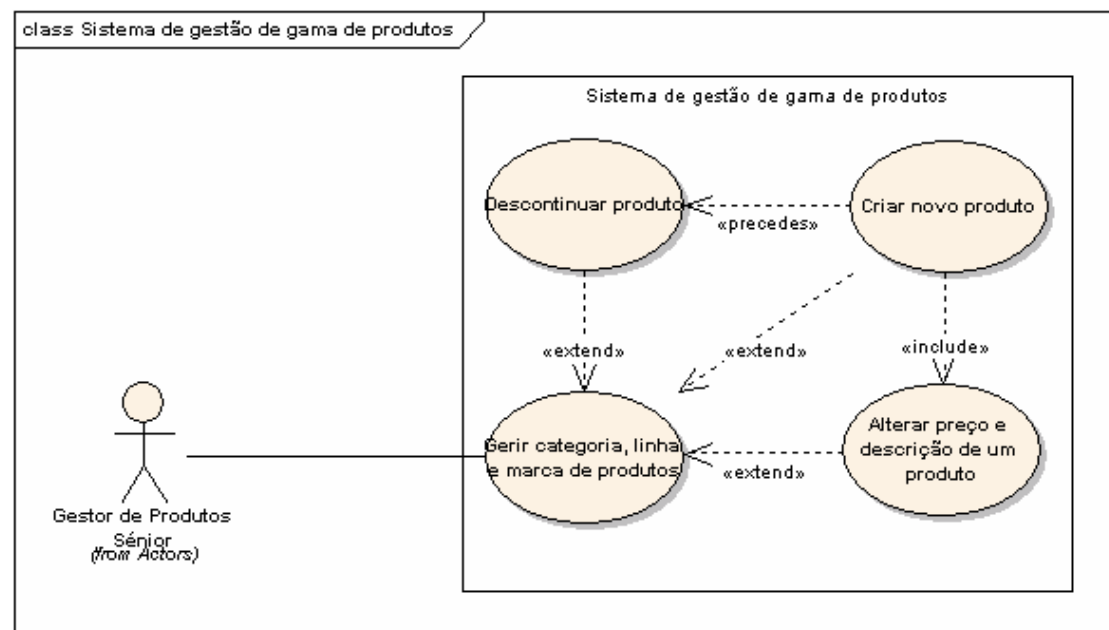 class Sistema de gestão de gama de produtos
Sistema de gestão de gama de produtos
Descontinuar produto
«precedes»
Criar novo produto
«extend»
«extend»
«include»
Gerir categoria, linha
e marca de produtos
«extend»
Alterar preço e
descrição de um
produto
Gestor de Produtos
Sénior
(from Actors)